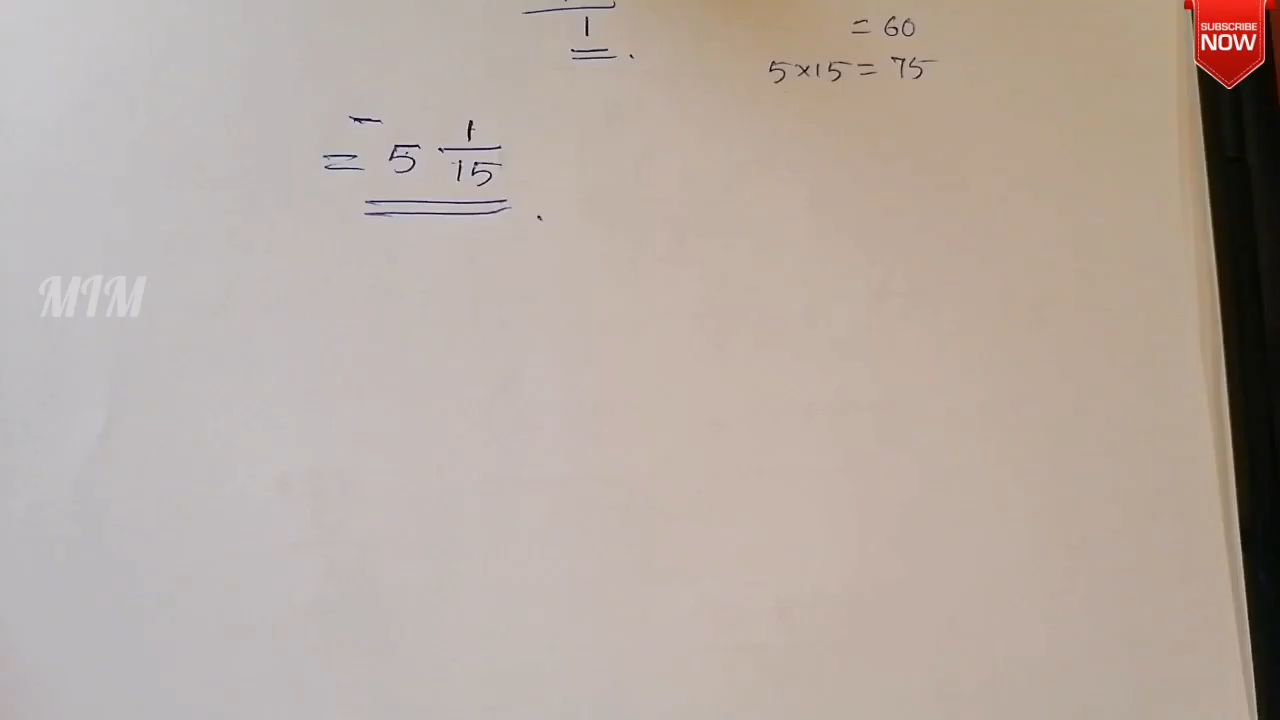 1
= 60
5×15 = 75
= 5 1/15
MIM
SUBSCRIBE
NOW